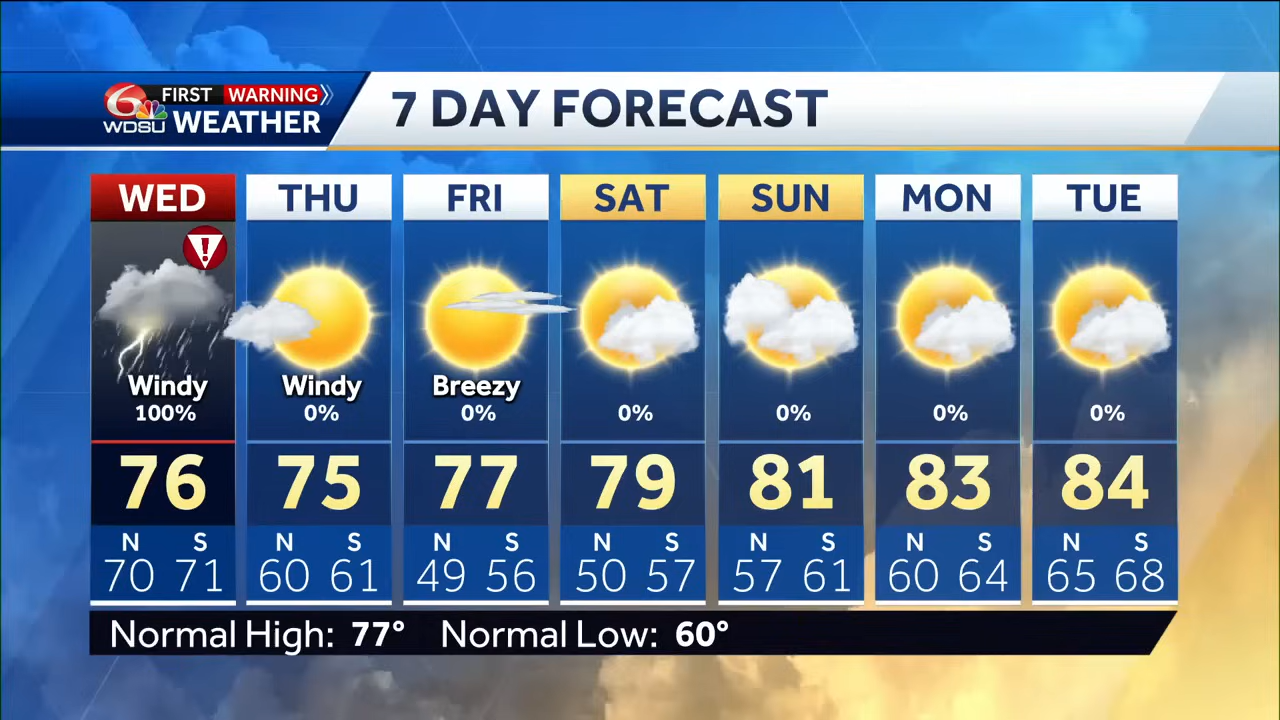 6
WDSU
FIRST WARNING
WEATHER
7 DAY FORECAST
WED THU FRI SAT SUN MON TUE
!
Windy Windy Breezy
100% 0% 0% 0% 0% 0% 0%
76 75 77 79 81 83 84
N S N S N S N S N S N S N S
70 71 60 61 49 56 50 57 57 61 60 64 65 68
Normal High: 77° Normal Low: 60°